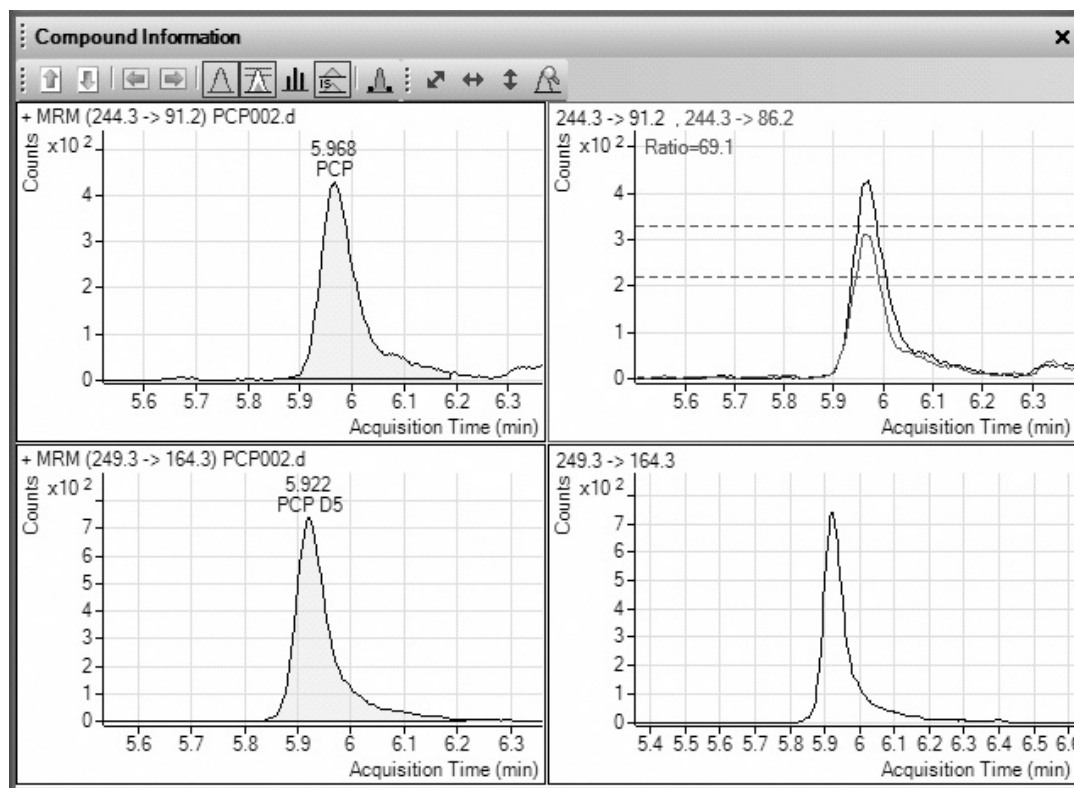 Compound Information
IS
+ MRM (244.3 -> 91.2) PCP002.d
Counts
x10 2
5.968
PCP
4
3
2
1
0
5.6 5.7 5.8 5.9 6 6.1 6.2 6.3
Acquisition Time (min)
244.3 -> 91.2 , 244.3 -> 86.2
Counts
x10 2
Ratio=69.1
4
3
2
1
0
5.6 5.7 5.8 5.9 6 6.1 6.2 6.3
Acquisition Time (min)
+ MRM (249.3 -> 164.3) PCP002.d
Counts
x10 2
5.922
PCP D5
7
6
5
4
3
2
1
0
5.6 5.7 5.8 5.9 6 6.1 6.2 6.3
Acquisition Time (min)
249.3 -> 164.3
Counts
x10 2
7
6
5
4
3
2
1
0
5.4 5.5 5.6 5.7 5.8 5.9 6 6.1 6.2 6.3 6.4 6.5
Acquisition Time (min)